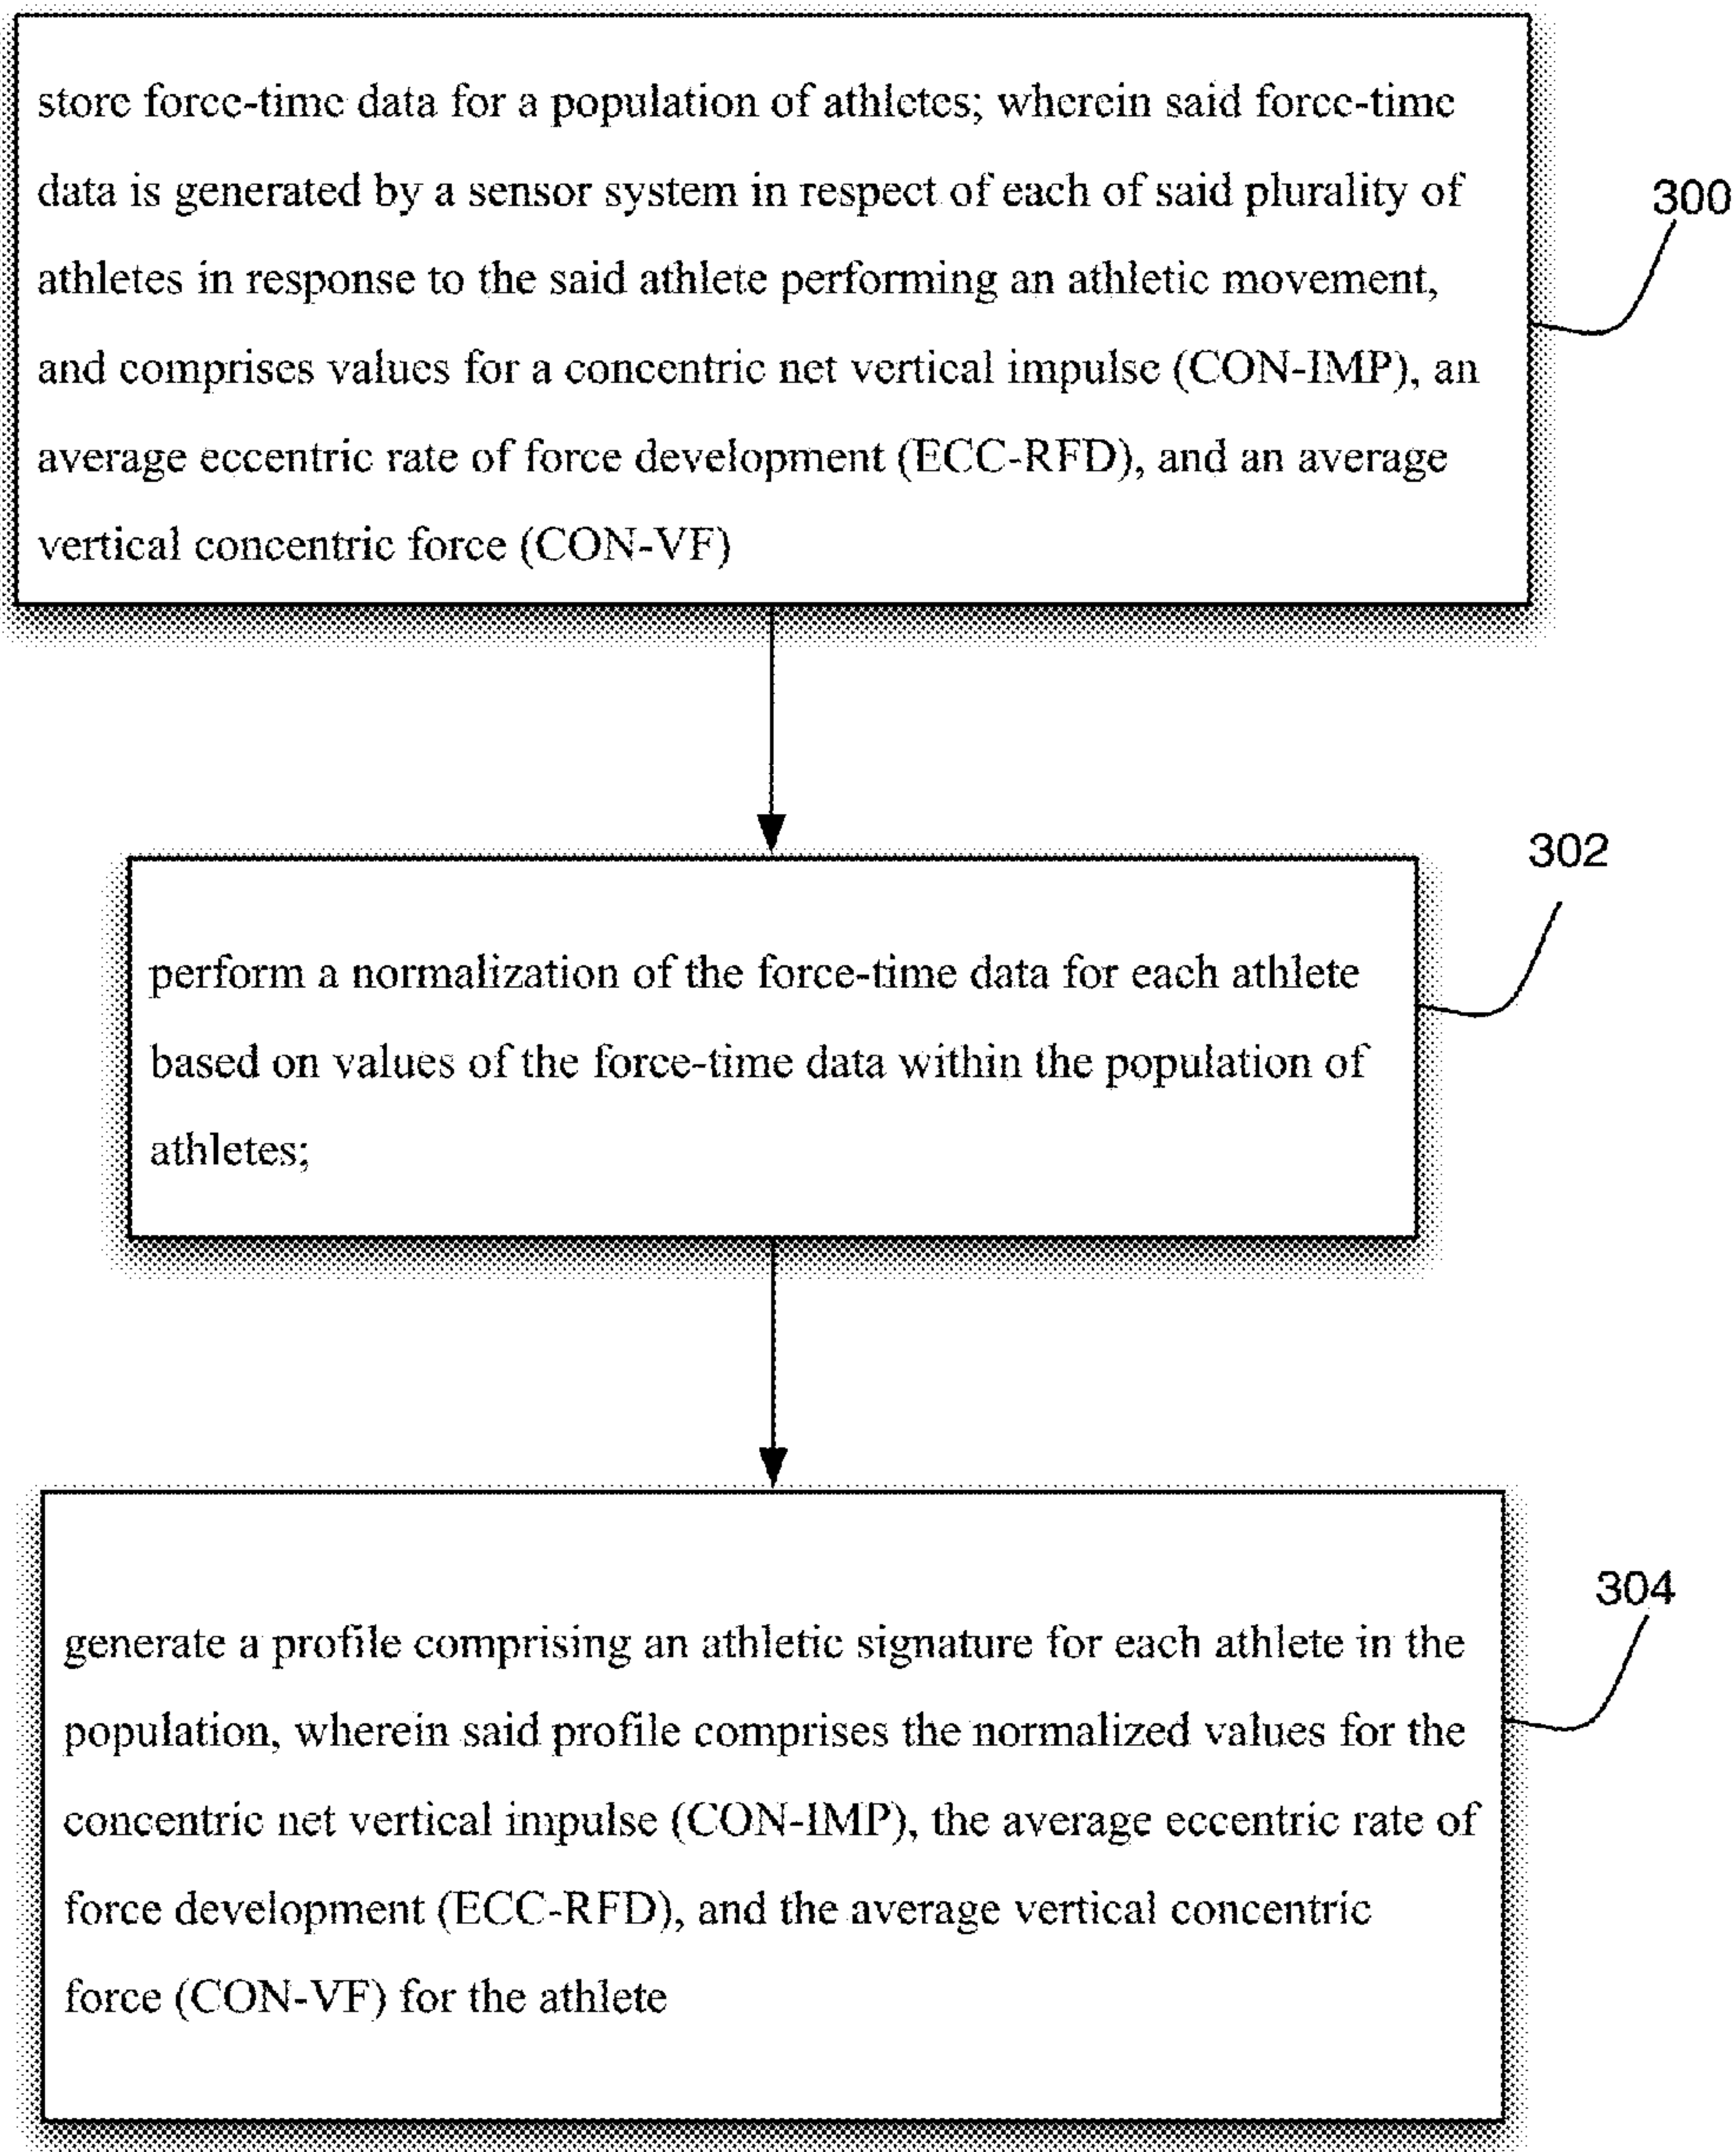 store force-time data for a population of athletes; wherein said force-time
data is generated by a sensor system in respect of each of said plurality of
300
athletes in response to the said athlete performing an athletic movement,
and comprises values for a concentric net vertical impulse (CON-IMP), an
average eccentric rate of force development (ECC-RFD), and an average
vertical concentric force (CON-VF)
302
perform a normalization of the force-time data for each athlete
based on values of the force-time data within the population of
athletes;
304
generate a profile comprising an athletic signature for each athlete in the
population, wherein said profile comprises the normalized values for the
concentric net vertical impulse (CON-IMP), the average eccentric rate of
force development (ECC-RFD), and the average vertical concentric
force (CON-VF) for the athlete